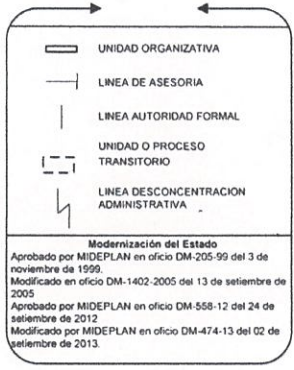 UNIDAD ORGANIZATIVA
LINEA DE ASESORIA
LINEA AUTORIDAD FORMAL
UNIDAD O PROCESO
TRANSITORIO
LINEA DESCONCENTRACION
ADMINISTRATIVA
Modernización del Estado
Aprobado por MIDEPLAN en oficio DM-205-99 del 3 de
noviembre de 1999.
Modificado en oficio DM-1402-2005 del 13 de setiembre de
2005
Aprobado por MIDEPLAN en oficio DM-558-12 del 24 de
setiembre de 2012
Modificado por MIDEPLAN en oficio DM-474-13 del 02 de
setiembre de 2013.